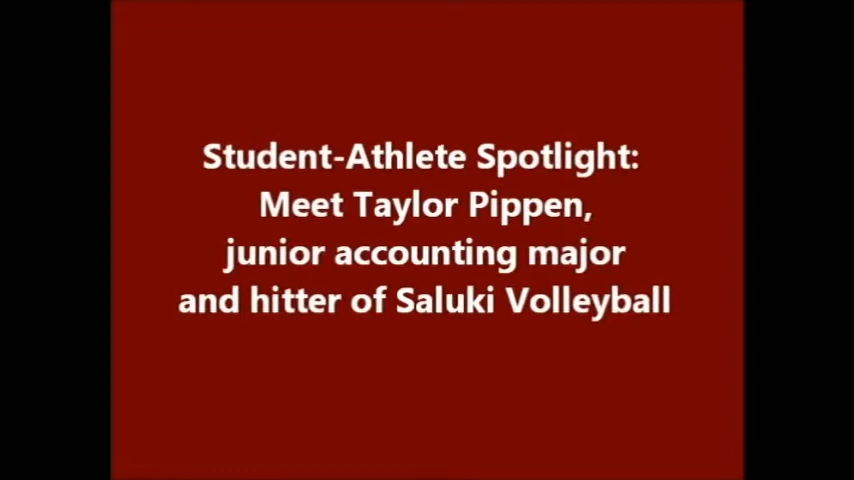 Student-Athlete Spotlight:
Meet Taylor Pippen,
junior accounting major
and hitter of Saluki Volleyball